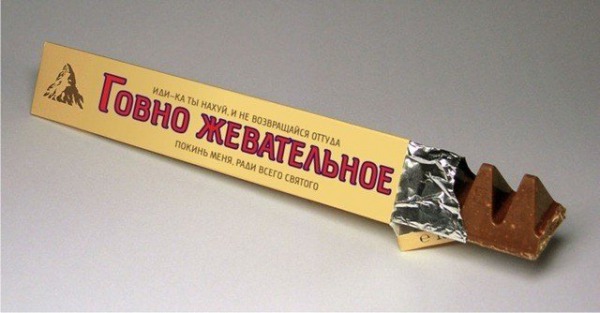 ИДИ-КА ТЫ НАХУЙ, И НЕ ВОЗВРАЩАЙСЯ ОТТУДА
ГОВНО ЖЕВАТЕЛЬНОЕ
ПОКИНЬ МЕНЯ, РАДИ ВСЕГО СВЯТОГО